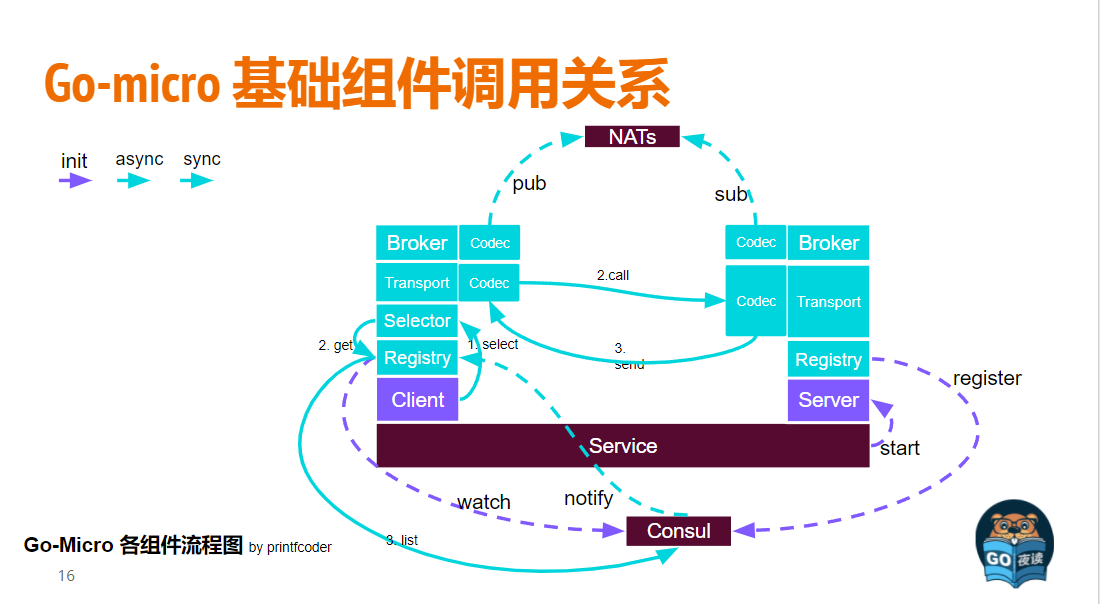 Go-micro 基础组件调用关系
init
async
sync
NATs
pub
sub
Broker
Codec
Codec
Broker
Transport
Codec
2.call
Codec
Transport
Selector
2. get
1. select
3.
send
Registry
Registry
register
Client
Server
Service
start
watch
notify
Consul
3. list
Go-Micro 各组件流程图 by printfcoder
16
GO 夜读